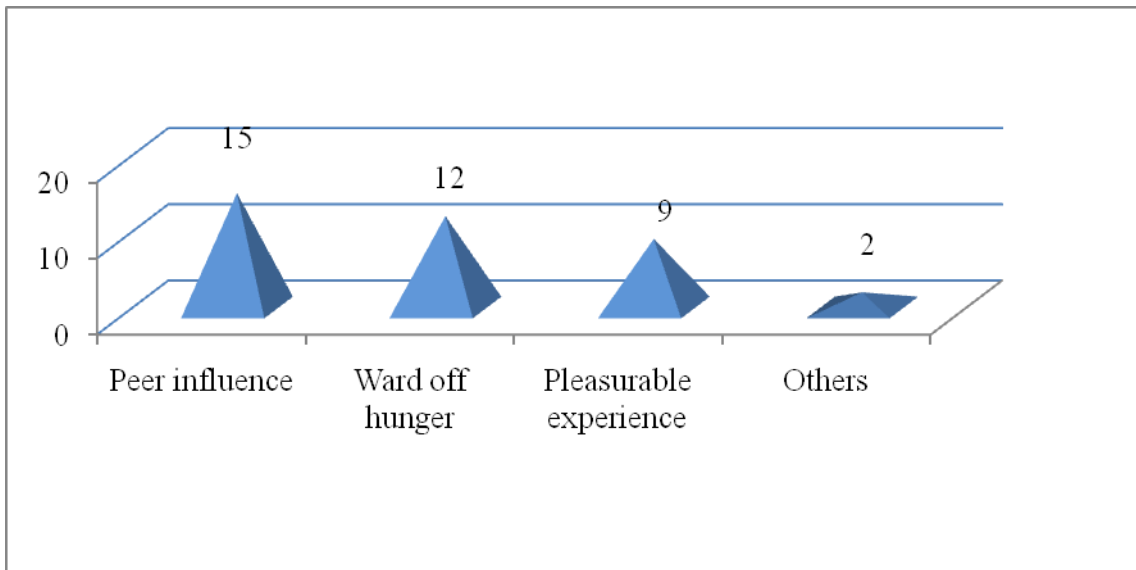 15
12
9
2
20
10
0
Peer influence
Ward off
hunger
Pleasurable
experience
Others